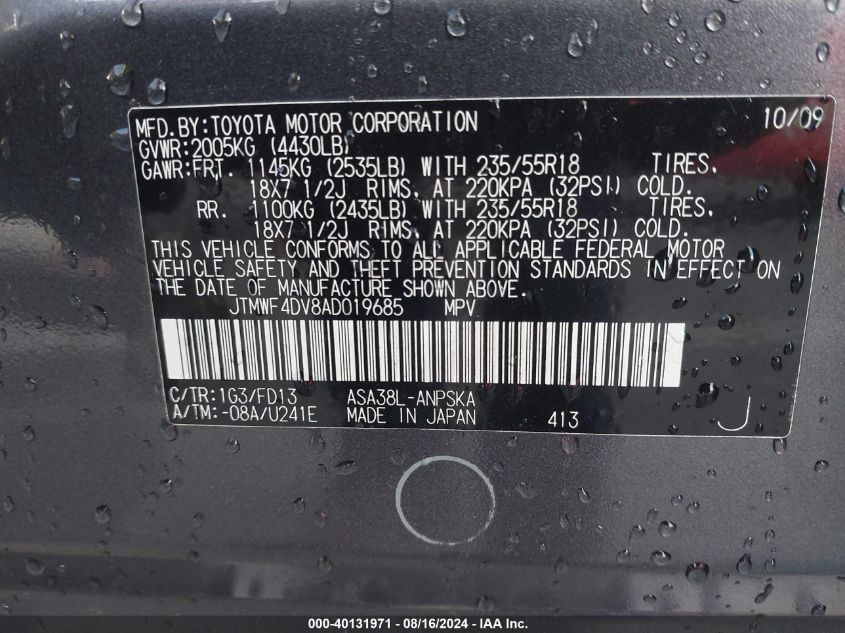 MFD.BY:TOYOTA MOTOR CORPORATION 10/09
GVWR:2005KG (4430LB)
GAWR:FRT. 1145KG (2535LB) WITH 235/55R18 TIRES,
18X7 1/2J RIMS, AT 220KPA (32PSI) COLD.
RR. 1100KG (2435LB) WITH 235/55R18 TIRES,
18X7 1/2J RIMS, AT 220KPA (32PSI) COLD.
THIS VEHICLE CONFORMS TO ALL APPLICABLE FEDERAL MOTOR
VEHICLE SAFETY AND THEFT PREVENTION STANDARDS IN EFFECT ON
THE DATE OF MANUFACTURE SHOWN ABOVE.
JTMWF4DV8AD019685 MPV
C/TR:1G3/FD13 ASA38L-ANPSKA
A/TM:-08A/U241E MADE IN JAPAN 413 J
000-40131971 - 08/16/2024 - IAA Inc.